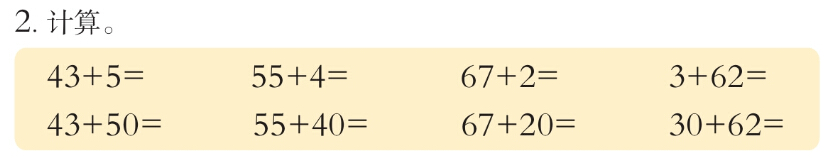 2. 计算。
43+5= 55+4= 67+2= 3+62=
43+50= 55+40= 67+20= 30+62=